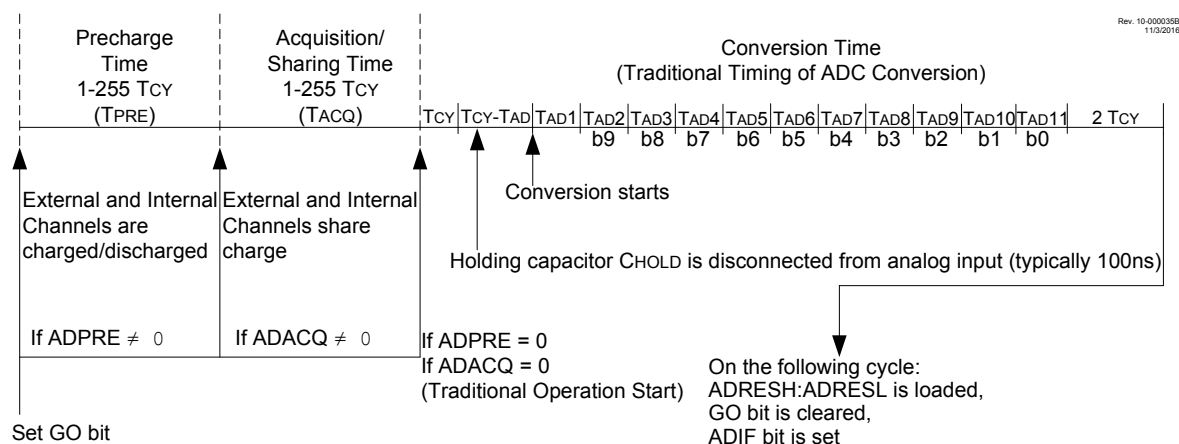 Rev. 10-000035B
11/3/2016
Precharge
Time
1-255 TCY
(TPRE)
Acquisition/
Sharing Time
1-255 TCY
(TACQ)
Conversion Time
(Traditional Timing of ADC Conversion)
TCY TCY-TAD TAD1 TAD2 TAD3 TAD4 TAD5 TAD6 TAD7 TAD8 TAD9 TAD10 TAD11 2 TCY
b9 b8 b7 b6 b5 b4 b3 b2 b1 b0
External and Internal
Channels are
charged/discharged
External and Internal
Channels share
charge
Conversion starts
Holding capacitor CHOLD is disconnected from analog input (typically 100ns)
If ADPRE ≠ 0
If ADACQ ≠ 0
If ADPRE = 0
If ADACQ = 0
(Traditional Operation Start)
On the following cycle:
ADRESH:ADRESL is loaded,
GO bit is cleared,
ADIF bit is set
Set GO bit